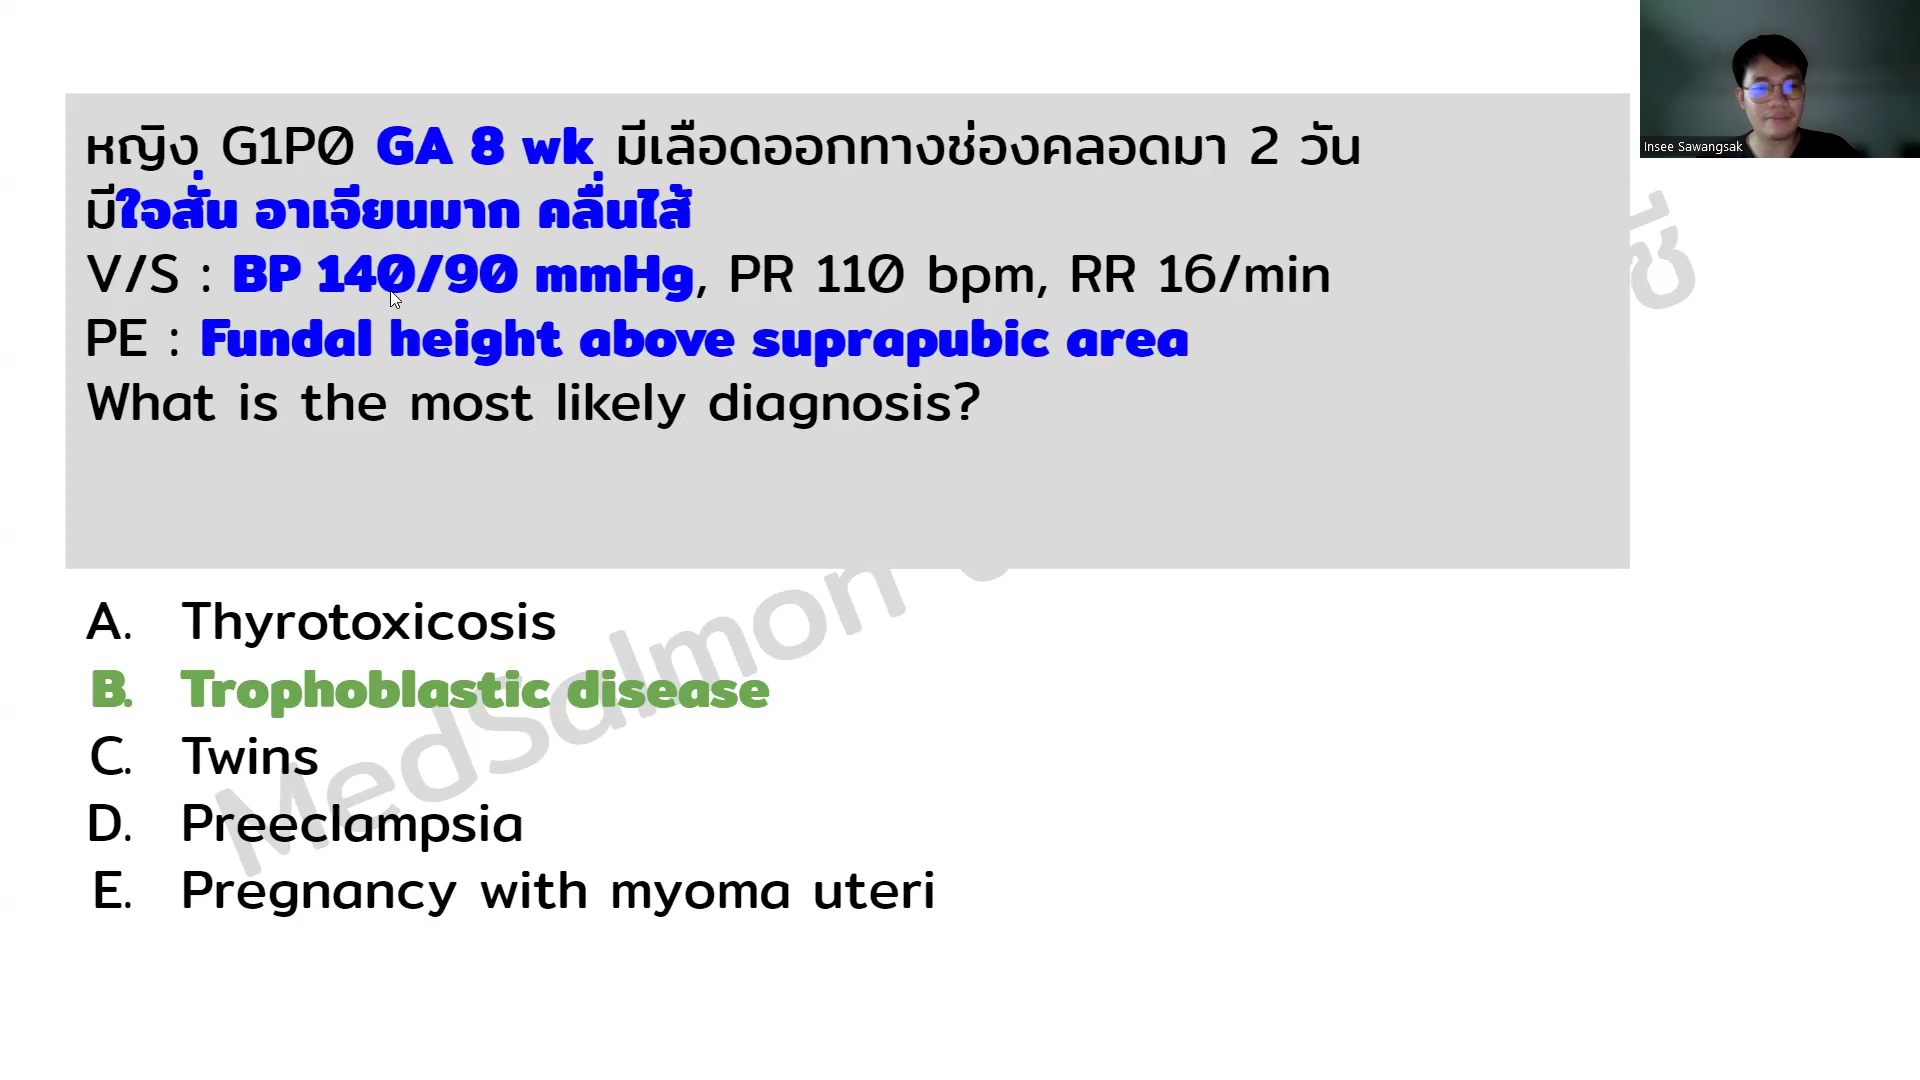 Insee Sawangsak
หญิง G1P0 GA 8 wk มีเลือดออกทางช่องคลอดมา 2 วัน
มีใจสั่น อาเจียนมาก คลื่นไส้
V/S : BP 140/90 mmHg, PR 110 bpm, RR 16/min
PE : Fundal height above suprapubic area
What is the most likely diagnosis?
A. Thyrotoxicosis
B. Trophoblastic disease
C. Twins
D. Preeclampsia
E. Pregnancy with myoma uteri
MedSalmon